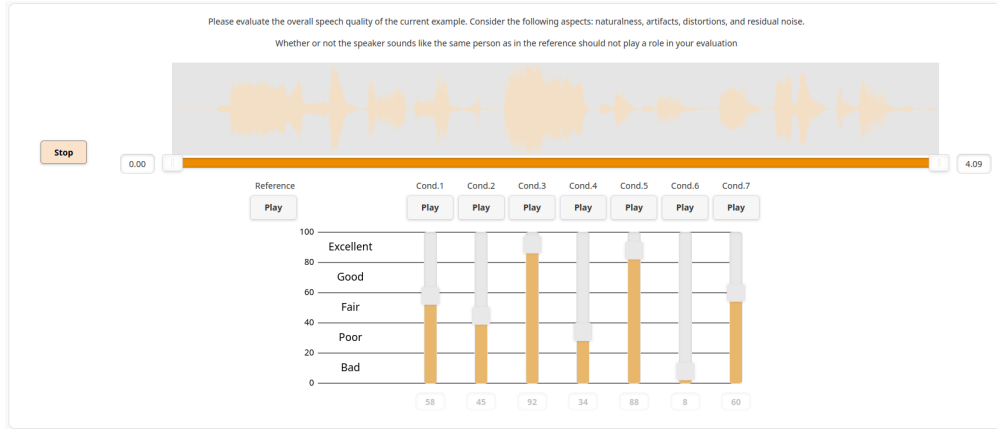 Please evaluate the overall speech quality of the current example. Consider the following aspects: naturalness, artifacts, distortions, and residual noise.
Whether or not the speaker sounds like the same person as in the reference should not play a role in your evaluation
Stop
0.00
4.09
Reference Cond.1 Cond.2 Cond.3 Cond.4 Cond.5 Cond.6 Cond.7
Play Play Play Play Play Play Play Play
100
Excellent
80
Good
60
Fair
40
Poor
20
Bad
0
58 45 92 34 88 8 60